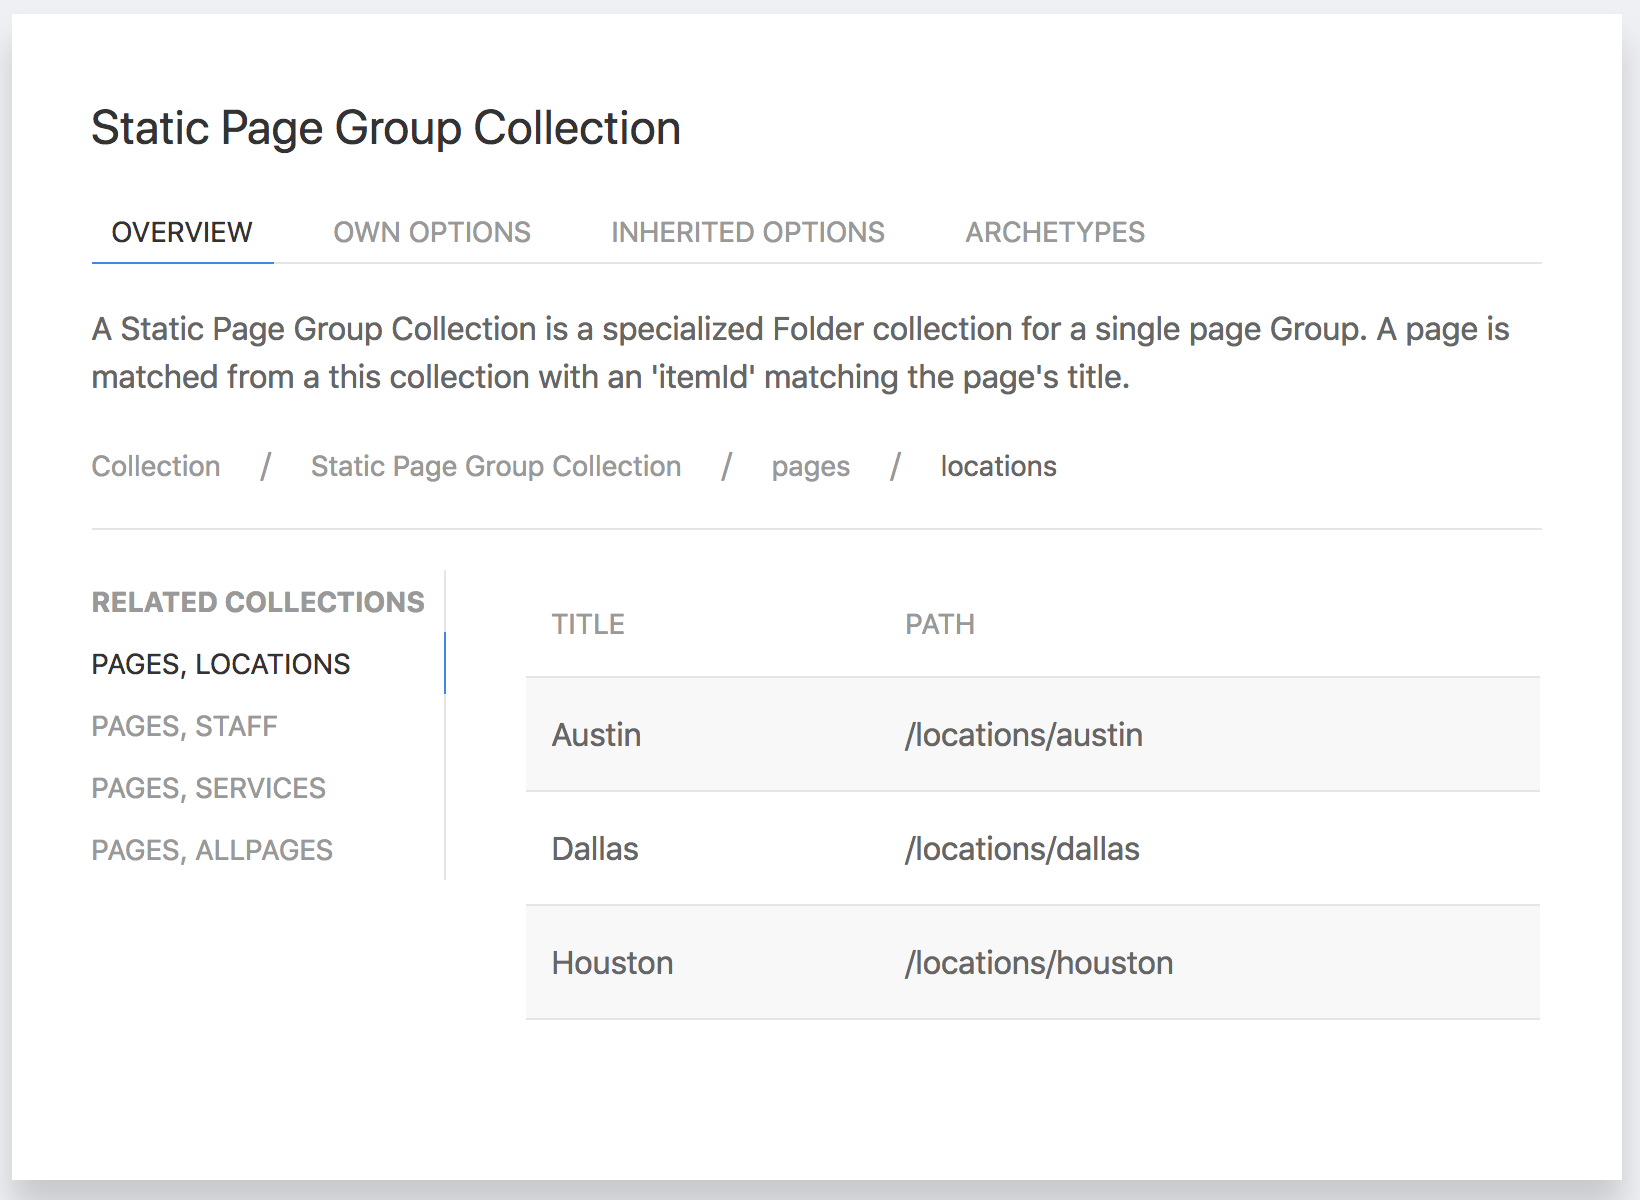 Static Page Group Collection
OVERVIEW OWN OPTIONS INHERITED OPTIONS ARCHETYPES
A Static Page Group Collection is a specialized Folder collection for a single page Group. A page is
matched from a this collection with an 'itemId' matching the page's title.
Collection / Static Page Group Collection / pages / locations
RELATED COLLECTIONS
PAGES, LOCATIONS
PAGES, STAFF
PAGES, SERVICES
PAGES, ALLPAGES
TITLE PATH
Austin /locations/austin
Dallas /locations/dallas
Houston /locations/houston